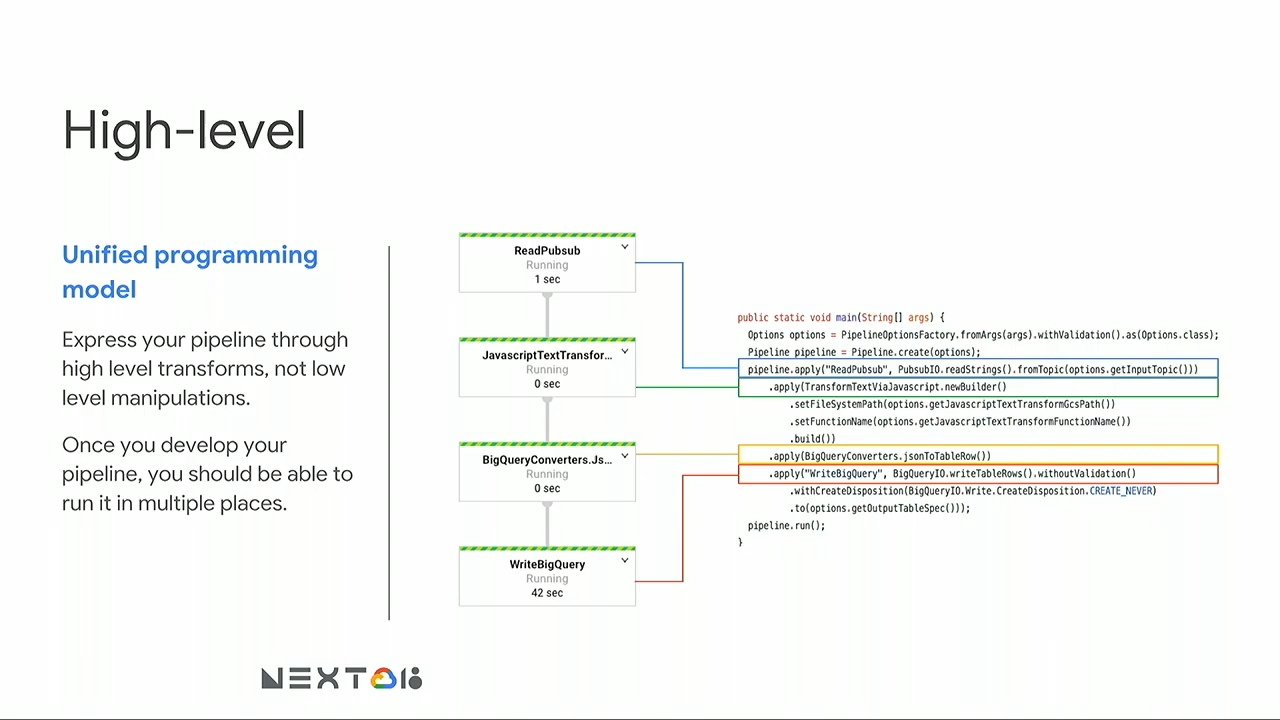 High-level
Unified programming
model
Express your pipeline through
high level transforms, not low
level manipulations.
Once you develop your
pipeline, you should be able to
run it in multiple places.
ReadPubsub
Running
1 sec
JavascriptTextTransfor...
Running
0 sec
BigQueryConverters.Js...
Running
0 sec
WriteBigQuery
Running
42 sec
public static void main(String[] args) {
Options options = PipelineOptionsFactory.fromArgs(args).withValidation().as(Options.class);
Pipeline pipeline = Pipeline.create(options);
pipeline.apply("ReadPubsub", PubsubIO.readStrings().fromTopic(options.getInputTopic()))
.apply(TransformTextViaJavascript.newBuilder()
.setFileSystemPath(options.getJavascriptTextTransformGcsPath())
.setFunctionName(options.getJavascriptTextTransformFunctionName())
.build())
.apply(BigQueryConverters.jsonToTableRow())
.apply("WriteBigQuery", BigQueryIO.writeTableRows().withoutValidation()
.withCreateDisposition(BigQueryIO.Write.CreateDisposition.CREATE_NEVER)
.to(options.getOutputTableSpec()));
pipeline.run();
}
NEXT 18